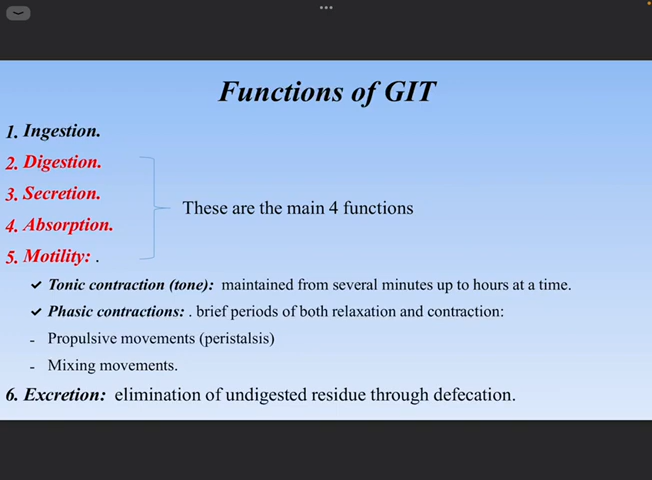 Functions of GIT
1. Ingestion.
2. Digestion.
3. Secretion.
4. Absorption.
5. Motility: .
These are the main 4 functions
✓ Tonic contraction (tone): maintained from several minutes up to hours at a time.
✓ Phasic contractions: . brief periods of both relaxation and contraction:
- Propulsive movements (peristalsis)
- Mixing movements.
6. Excretion: elimination of undigested residue through defecation.